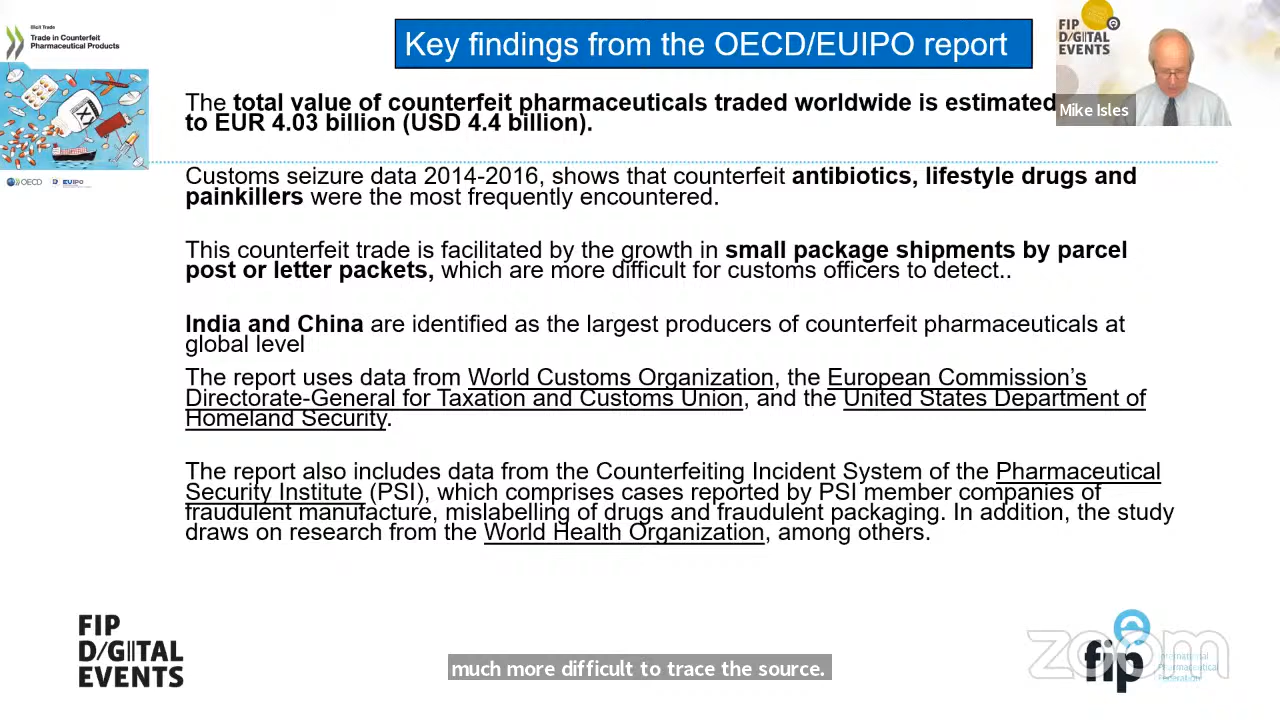 Illicit Trade
Trade in Counterfeit
Pharmaceutical Products
Key findings from the OECD/EUIPO report
FIP
D/GITAL
EVENTS
Mike Isles
The total value of counterfeit pharmaceuticals traded worldwide is estimated
to EUR 4.03 billion (USD 4.4 billion).
OECD
EUIPO
Customs seizure data 2014-2016, shows that counterfeit antibiotics, lifestyle drugs and
painkillers were the most frequently encountered.
This counterfeit trade is facilitated by the growth in small package shipments by parcel
post or letter packets, which are more difficult for customs officers to detect..
India and China are identified as the largest producers of counterfeit pharmaceuticals at
global level
The report uses data from World Customs Organization, the European Commission’s
Directorate-General for Taxation and Customs Union, and the United States Department of
Homeland Security.
The report also includes data from the Counterfeiting Incident System of the Pharmaceutical
Security Institute (PSI), which comprises cases reported by PSI member companies of
fraudulent manufacture, mislabelling of drugs and fraudulent packaging. In addition, the study
draws on research from the World Health Organization, among others.
FIP
D/GITAL
EVENTS
much more difficult to trace the source.
zoom
fip
International
Pharmaceutical
Federation